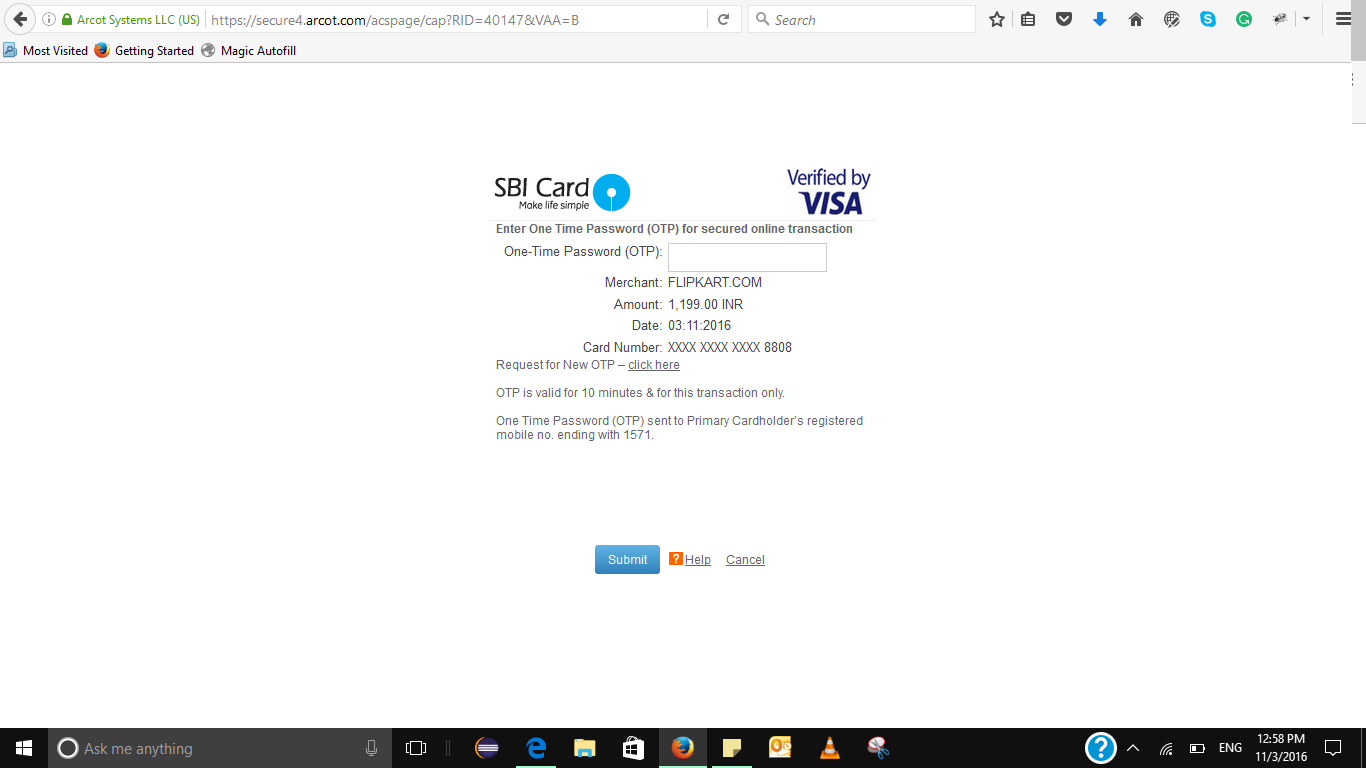 Arcot Systems LLC (US) https://secure4.arcot.com/acspage/cap?RID=40147&VAA=B Search
Most Visited Getting Started Magic Autofill
SBI Card Verified by
Make life simple VISA
Enter One Time Password (OTP) for secured online transaction
One-Time Password (OTP):
Merchant: FLIPKART.COM
Amount: 1,199.00 INR
Date: 03:11:2016
Card Number: XXXX XXXX XXXX 8808
Request for New OTP – click here
OTP is valid for 10 minutes & for this transaction only.
One Time Password (OTP) sent to Primary Cardholder's registered
mobile no. ending with 1571.
Submit ? Help Cancel
Ask me anything ? ENG 12:58 PM
11/3/2016